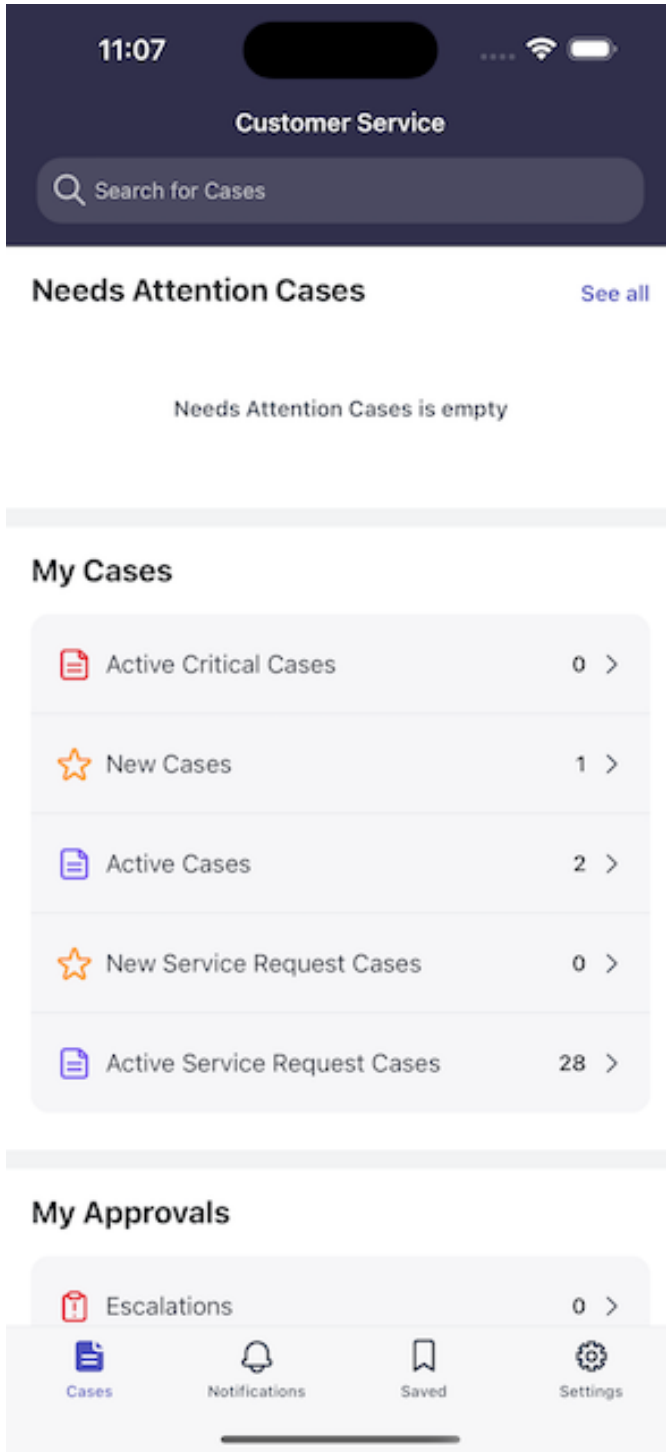 11:07
Customer Service
Search for Cases
Needs Attention Cases See all
Needs Attention Cases is empty
My Cases
Active Critical Cases 0
New Cases 1
Active Cases 2
New Service Request Cases 0
Active Service Request Cases 28
My Approvals
Escalations 0
Cases Notifications Saved Settings